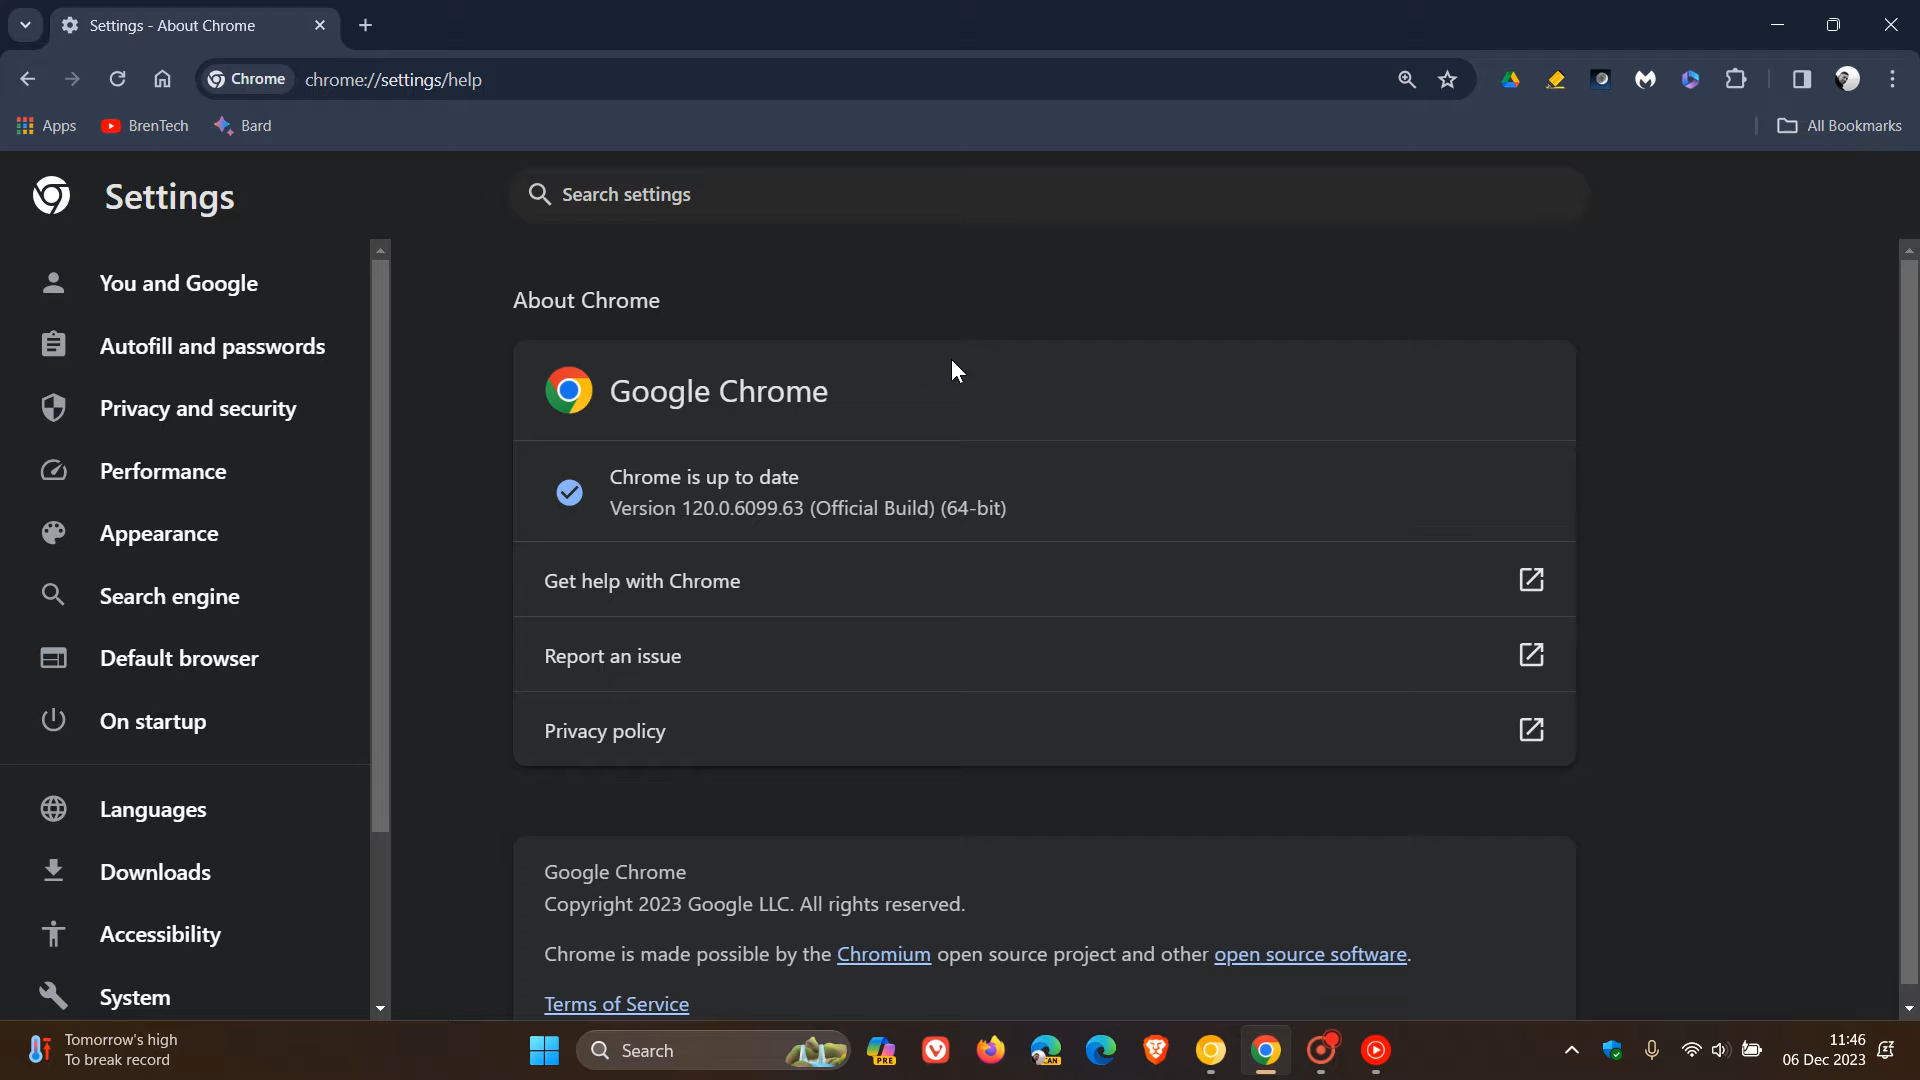 Settings - About Chrome
Chrome
chrome://settings/help
Apps
BrenTech
Bard
All Bookmarks
Settings
Search settings
You and Google
Autofill and passwords
Privacy and security
Performance
Appearance
Search engine
Default browser
On startup
Languages
Downloads
Accessibility
System
About Chrome
Google Chrome
Chrome is up to date
Version 120.0.6099.63 (Official Build) (64-bit)
Get help with Chrome
Report an issue
Privacy policy
Google Chrome
Copyright 2023 Google LLC. All rights reserved.
Chrome is made possible by the Chromium open source project and other open source software.
Terms of Service
Tomorrow's high
To break record
Search
PRE
CAN
11:46
06 Dec 2023